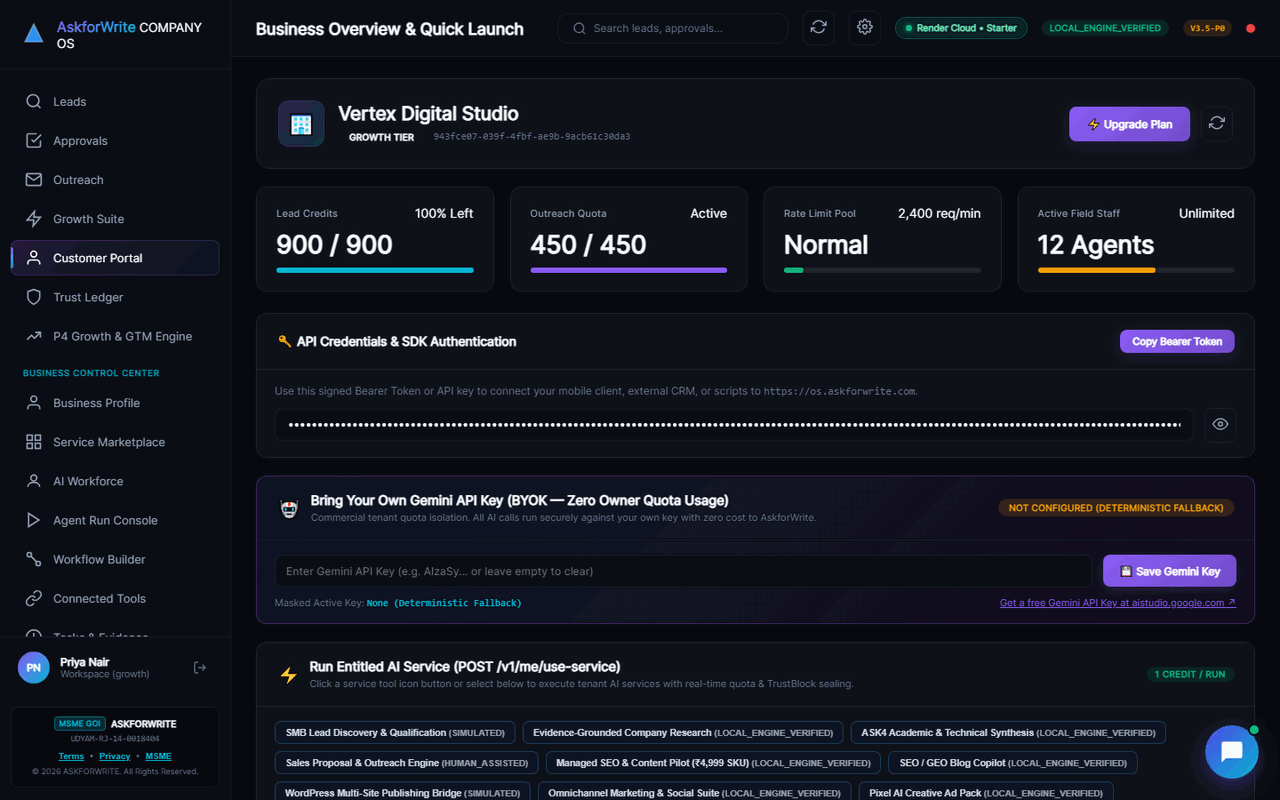 AskforWrite COMPANY OS
Leads
Approvals
Outreach
Growth Suite
Customer Portal
Trust Ledger
P4 Growth & GTM Engine
BUSINESS CONTROL CENTER
Business Profile
Service Marketplace
AI Workforce
Agent Run Console
Workflow Builder
Connected Tools
Tasks & Evidence
PN
Priya Nair
Workspace (growth)
MSME GOI ASKFORWRITE
UDYAM-RJ-14-0018404
Terms • Privacy • MSME
© 2026 ASKFORWRITE. All Rights Reserved.
Business Overview & Quick Launch
Search leads, approvals...
Render Cloud • Starter
LOCAL_ENGINE_VERIFIED
V3.5-P0
Vertex Digital Studio
GROWTH TIER 943fce07-039f-4fbf-ae9b-9acb61c30da3
⚡ Upgrade Plan
Lead Credits 100% Left
900 / 900
Outreach Quota Active
450 / 450
Rate Limit Pool 2,400 req/min
Normal
Active Field Staff Unlimited
12 Agents
API Credentials & SDK Authentication
Copy Bearer Token
Use this signed Bearer Token or API key to connect your mobile client, external CRM, or scripts to https://os.askforwrite.com.
Bring Your Own Gemini API Key (BYOK — Zero Owner Quota Usage)
Commercial tenant quota isolation. All AI calls run securely against your own key with zero cost to AskforWrite.
NOT CONFIGURED (DETERMINISTIC FALLBACK)
Enter Gemini API Key (e.g. AIzaSy... or leave empty to clear)
Save Gemini Key
Masked Active Key: None (Deterministic Fallback)
Get a free Gemini API Key at aistudio.google.com ↗
Run Entitled AI Service (POST /v1/me/use-service)
Click a service tool icon button or select below to execute tenant AI services with real-time quota & TrustBlock sealing.
1 CREDIT / RUN
SMB Lead Discovery & Qualification (SIMULATED)
Evidence-Grounded Company Research (LOCAL_ENGINE_VERIFIED)
ASK4 Academic & Technical Synthesis (LOCAL_ENGINE_VERIFIED)
Sales Proposal & Outreach Engine (HUMAN_ASSISTED)
Managed SEO & Content Pilot (₹4,999 SKU) (LOCAL_ENGINE_VERIFIED)
SEO / GEO Blog Copilot (LOCAL_ENGINE_VERIFIED)
WordPress Multi-Site Publishing Bridge (SIMULATED)
Omnichannel Marketing & Social Suite (LOCAL_ENGINE_VERIFIED)
Pixel AI Creative Ad Pack (LOCAL_ENGINE_VERIFIED)